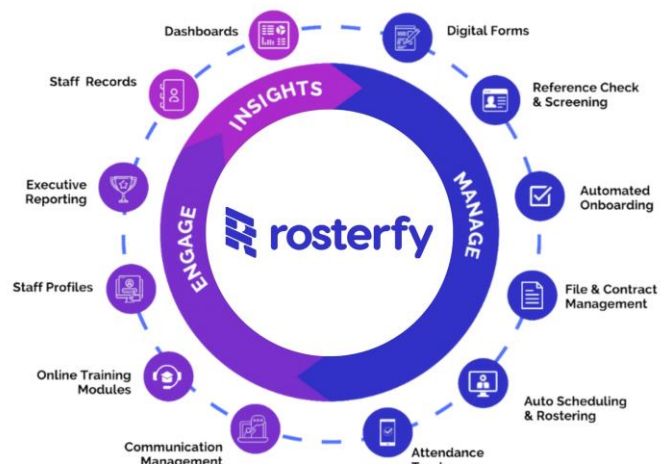 Dashboards
Digital Forms
Staff Records
Reference Check
& Screening
INSIGHTS
Executive
Reporting
MANAGE
Automated
Onboarding
ENGAGE
rosterfy
Staff Profiles
File & Contract
Management
Online Training
Modules
Auto Scheduling
& Rostering
Communication
Management
Attendance